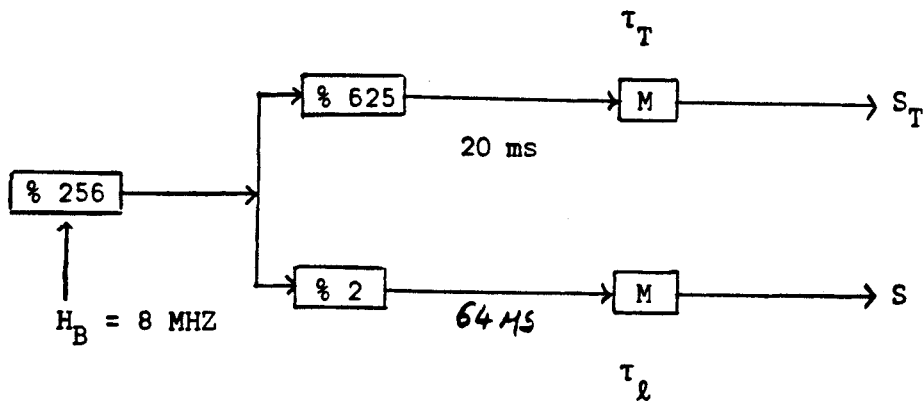 τ_T
% 625
M
S_T
20 ms
% 256
% 2
M
S
64 μs
H_B = 8 MHZ
τ_ℓ